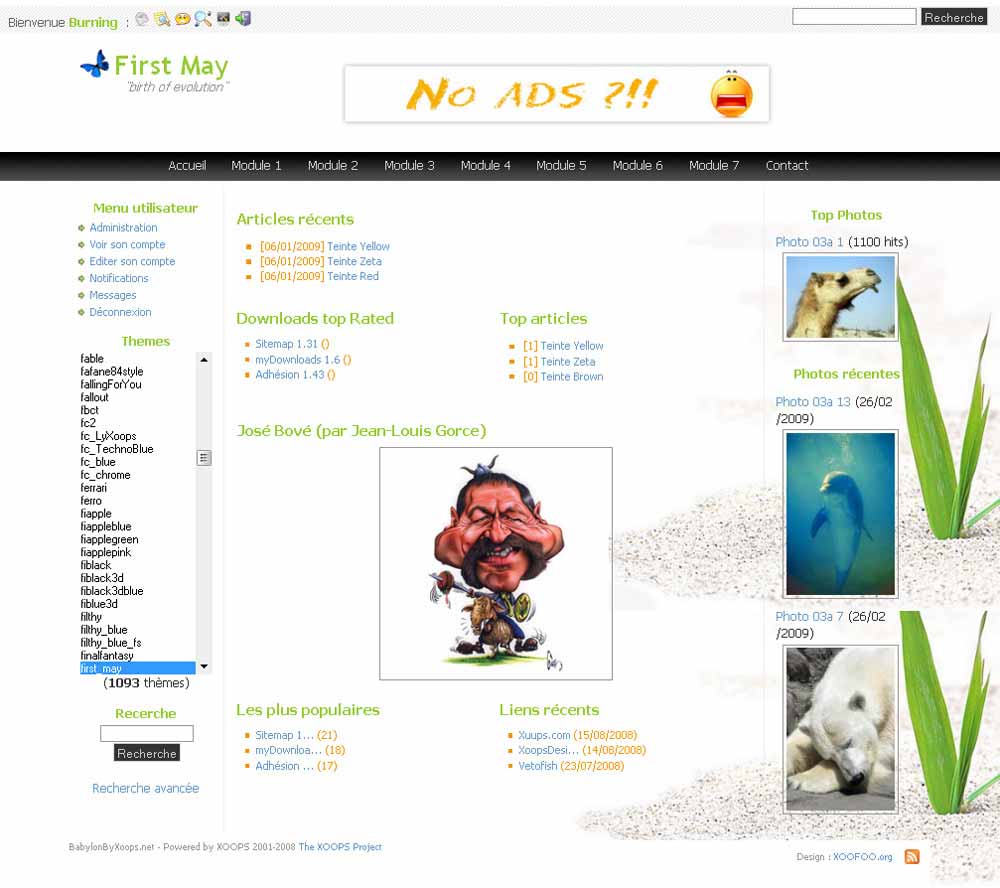 Bienvenue Burning :
Recherche
First May
"birth of evolution"
No ADS ?!!
Accueil Module 1 Module 2 Module 3 Module 4 Module 5 Module 6 Module 7 Contact
Menu utilisateur
Administration
Voir son compte
Editer son compte
Notifications
Messages
Déconnexion
Themes
fable
fafane84style
fallingForYou
fallout
fbct
fc2
fc_LyXoops
fc_TechnoBlue
fc_blue
fc_chrome
ferrari
ferro
fiapple
fiappleblue
fiapplegreen
fiapplepink
fiblack
fiblack3d
fiblack3dblue
fiblue3d
filthy
filthy_blue
filthy_blue_fs
finalfantasy
first_may
(1093 thèmes)
Recerche
Recherche
Recherche avancée
Articles récents
[06/01/2009] Teinte Yellow
[06/01/2009] Teinte Zeta
[06/01/2009] Teinte Red
Downloads top Rated
Sitemap 1.31 ()
myDownloads 1.6 ()
Adhésion 1.43 ()
Top articles
[1] Teinte Yellow
[1] Teinte Zeta
[0] Teinte Brown
José Bové (par Jean-Louis Gorce)
Les plus populaires
Sitemap 1... (21)
myDownloa... (18)
Adhésion ... (17)
Liens récents
Xuups.com (15/08/2008)
XoopsDesi... (14/08/2008)
Vetofish (23/07/2008)
Top Photos
Photo 03a 1 (1100 hits)
Photos récentes
Photo 03a 13 (26/02
/2009)
Photo 03a 7 (26/02
/2009)
BabylonByXoops.net - Powered by XOOPS 2001-2008 The XOOPS Project
Design : XOOFOO.org